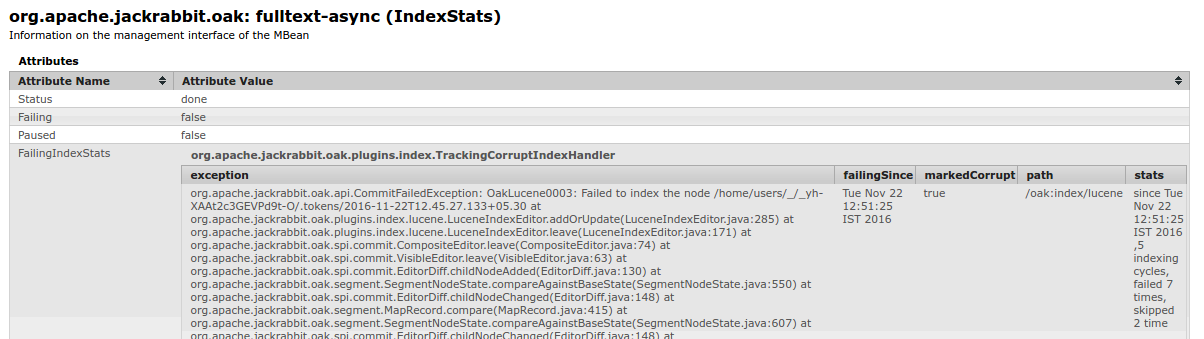 org.apache.jackrabbit.oak: fulltext-async (IndexStats)
Information on the management interface of the MBean
Attributes
Attribute Name Attribute Value
Status done
Failing false
Paused false
FailingIndexStats org.apache.jackrabbit.oak.plugins.index.TrackingCorruptIndexHandler
exception failingSince markedCorrupt path stats
org.apache.jackrabbit.oak.api.CommitFailedException: OakLucene0003: Failed to index the node /home/users/_/_yh- Tue Nov 22 true /oak:index/lucene since Tue
XAAt2c3GEVPd9t-O/.tokens/2016-11-22T12.45.27.133+05.30 at 12:51:25 Nov 22
org.apache.jackrabbit.oak.plugins.index.lucene.LuceneIndexEditor.addOrUpdate(LuceneIndexEditor.java:285) at IST 2016 12:51:25
org.apache.jackrabbit.oak.plugins.index.lucene.LuceneIndexEditor.leave(LuceneIndexEditor.java:171) at IST 2016
org.apache.jackrabbit.oak.spi.commit.CompositeEditor.leave(CompositeEditor.java:74) at ,5
org.apache.jackrabbit.oak.spi.commit.VisibleEditor.leave(VisibleEditor.java:63) at indexing
org.apache.jackrabbit.oak.spi.commit.EditorDiff.childNodeAdded(EditorDiff.java:130) at cycles,
org.apache.jackrabbit.oak.segment.SegmentNodeState.compareAgainstBaseState(SegmentNodeState.java:550) at failed 7
org.apache.jackrabbit.oak.spi.commit.EditorDiff.childNodeChanged(EditorDiff.java:148) at times,
org.apache.jackrabbit.oak.segment.MapRecord.compare(MapRecord.java:415) at skipped
org.apache.jackrabbit.oak.segment.SegmentNodeState.compareAgainstBaseState(SegmentNodeState.java:607) at 2 time
org.apache.jackrabbit.oak.spi.commit.EditorDiff.childNodeChanged(EditorDiff.java:148) at